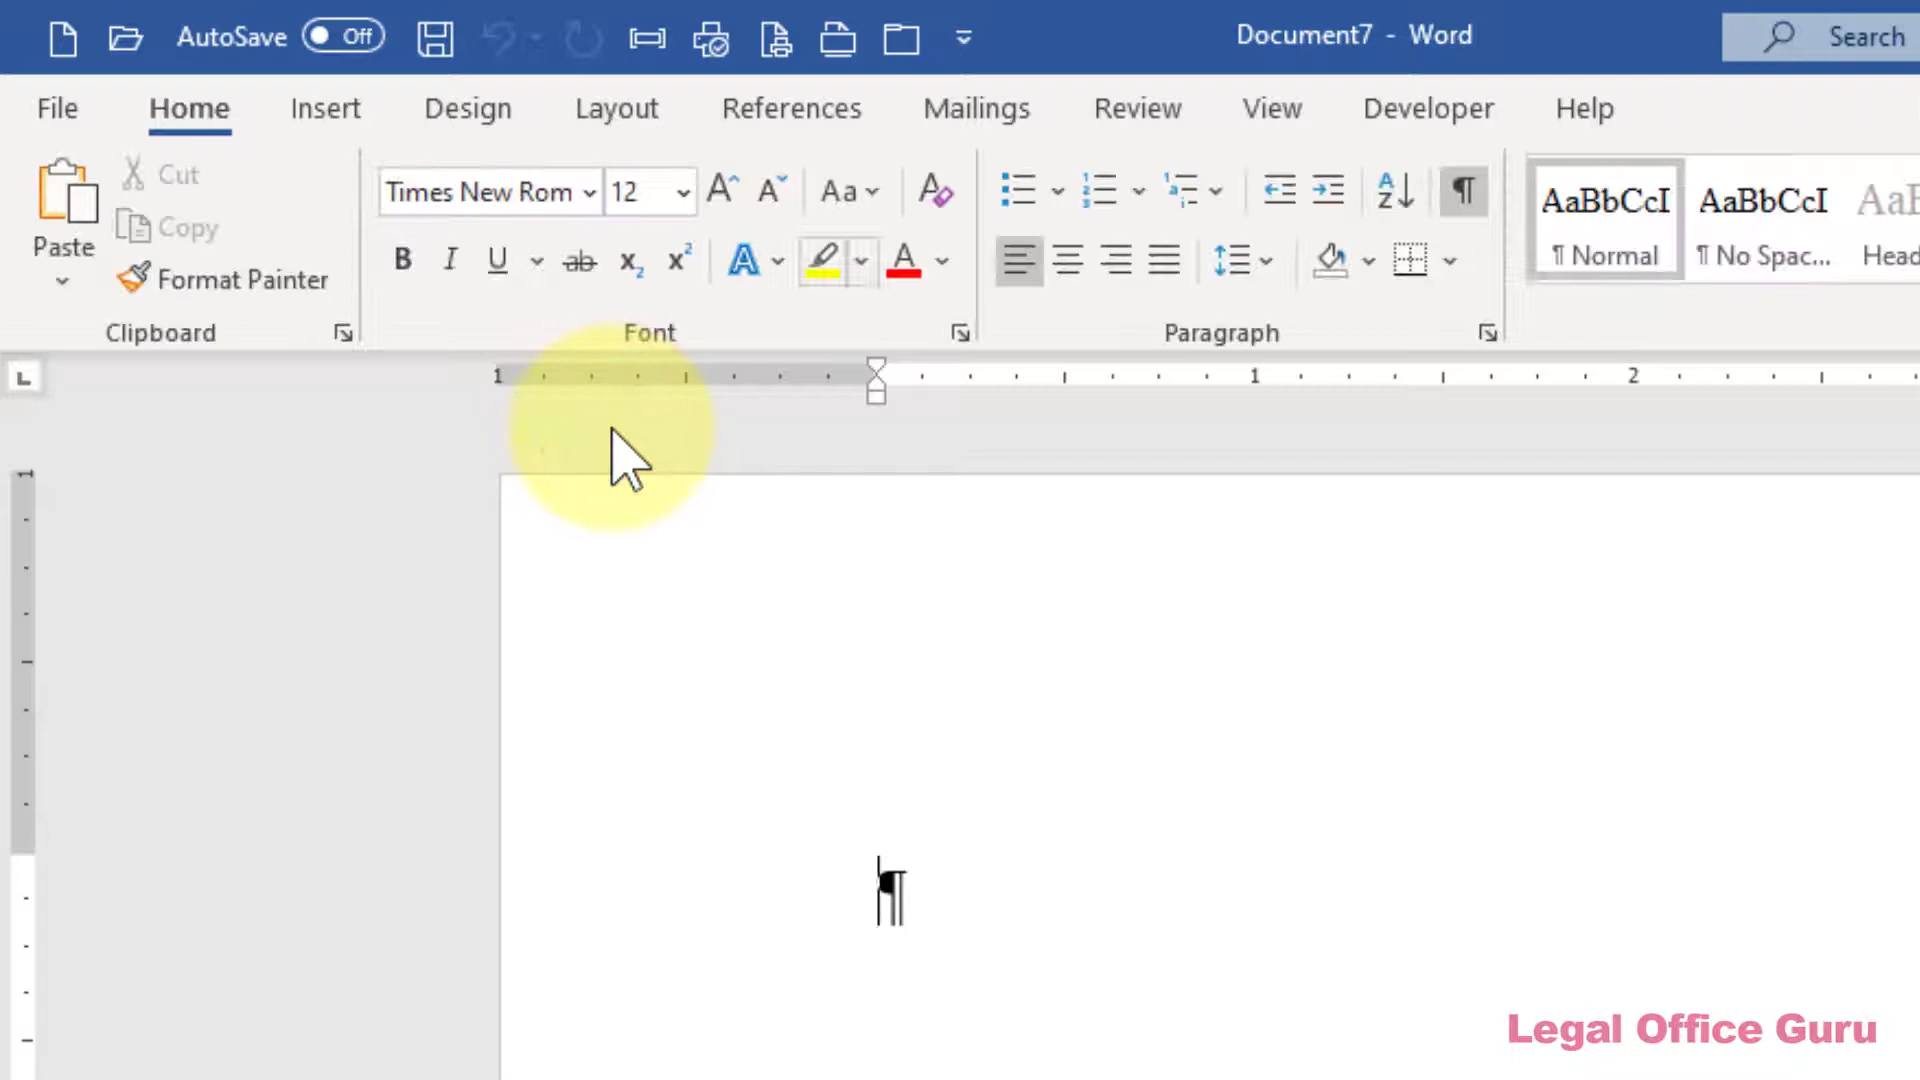 AutoSave Off Document7 - Word Search
File Home Insert Design Layout References Mailings Review View Developer Help
Paste
Cut
Copy
Format Painter
Clipboard
Times New Rom 12 Aa
B I U ab x₂ x² A A
Font
Paragraph
AaBbCcI AaBbCcI AaB
¶ Normal ¶ No Spac... Head
1 1 2
1
¶
Legal Office Guru